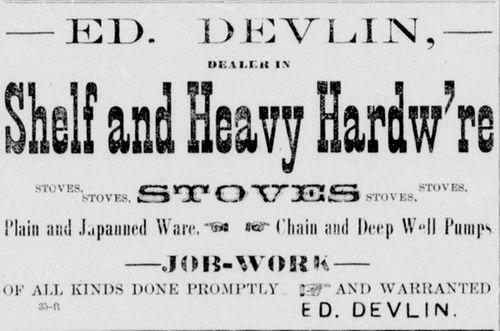 — ED. DEVLIN, —
DEALER IN
Shelf and Heavy Hardw're
STOVES, STOVES, STOVES STOVES, STOVES,
Plain and Japanned Ware. ☜ ☞ Chain and Deep Well Pumps
— JOB-WORK —
OF ALL KINDS DONE PROMPTLY ☞ AND WARRANTED
35-ft ED. DEVLIN.